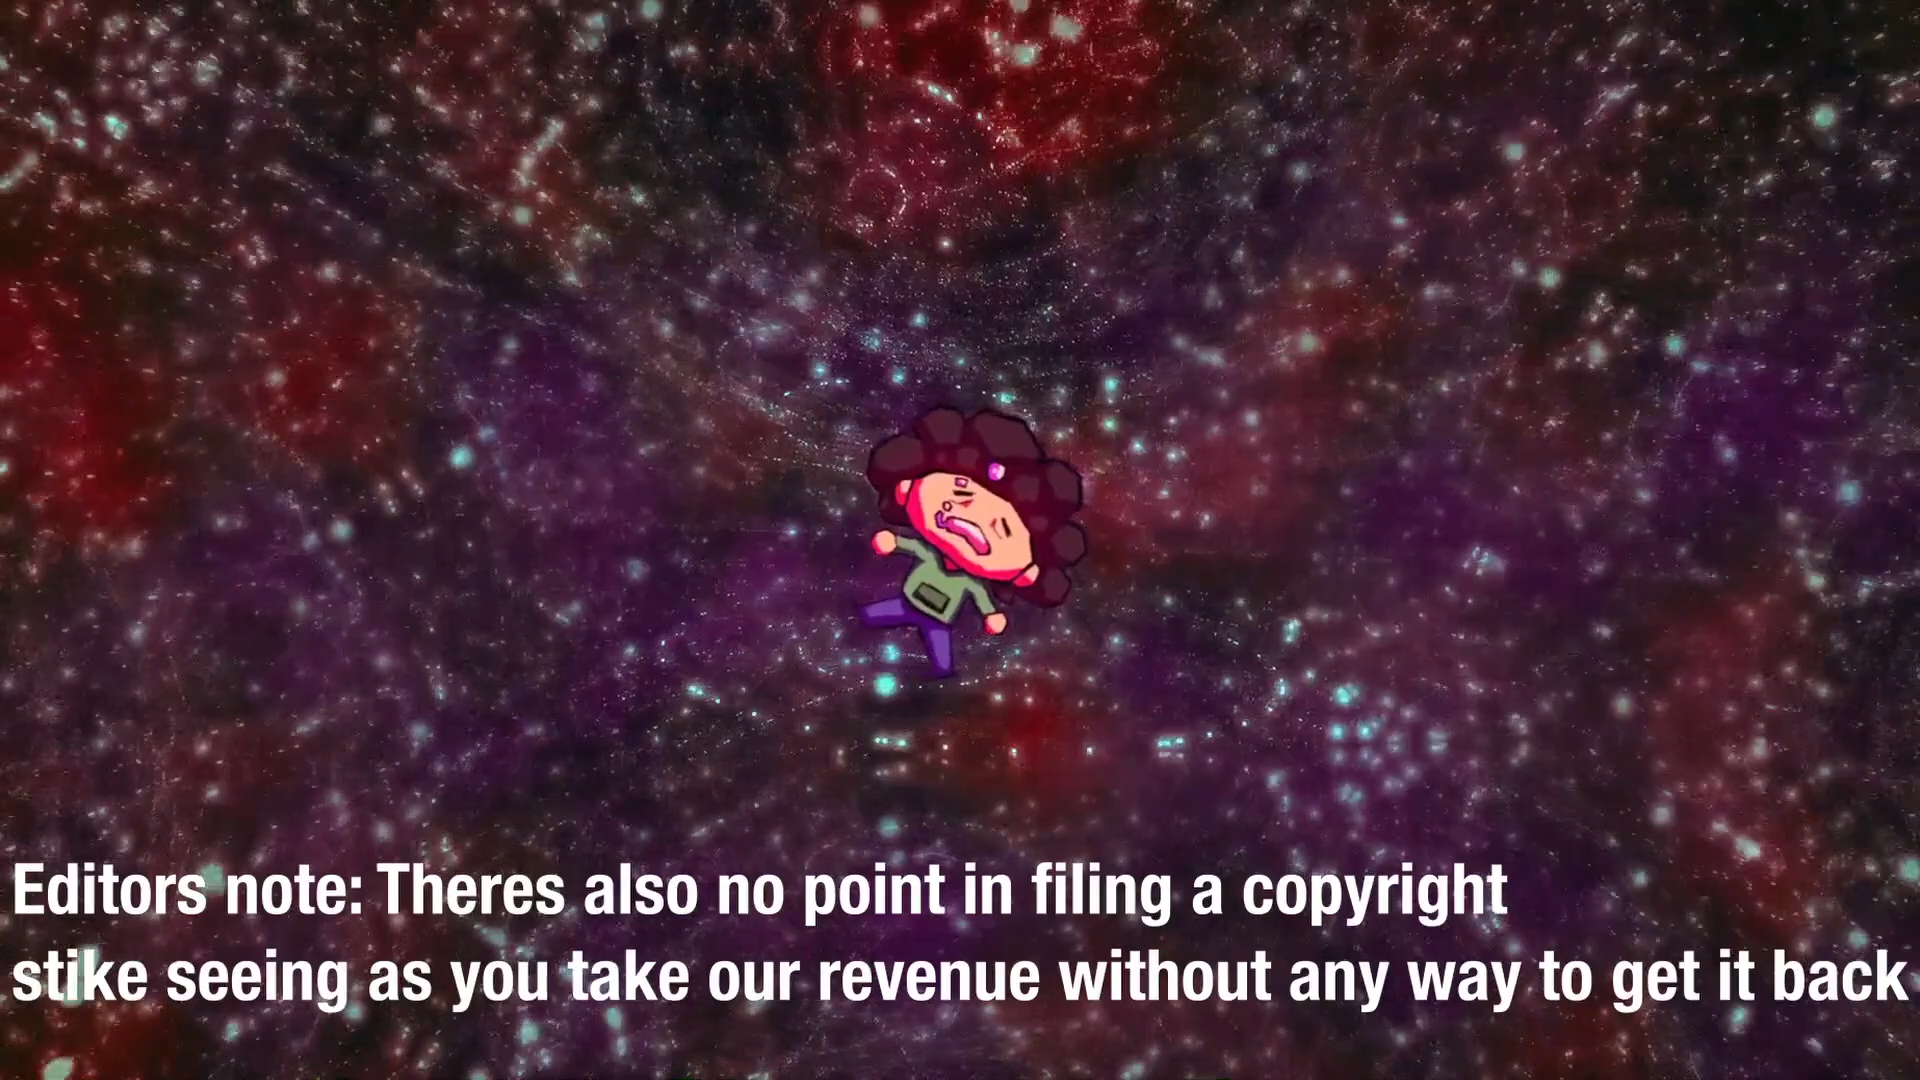 Editors note: Theres also no point in filing a copyright
stike seeing as you take our revenue without any way to get it back